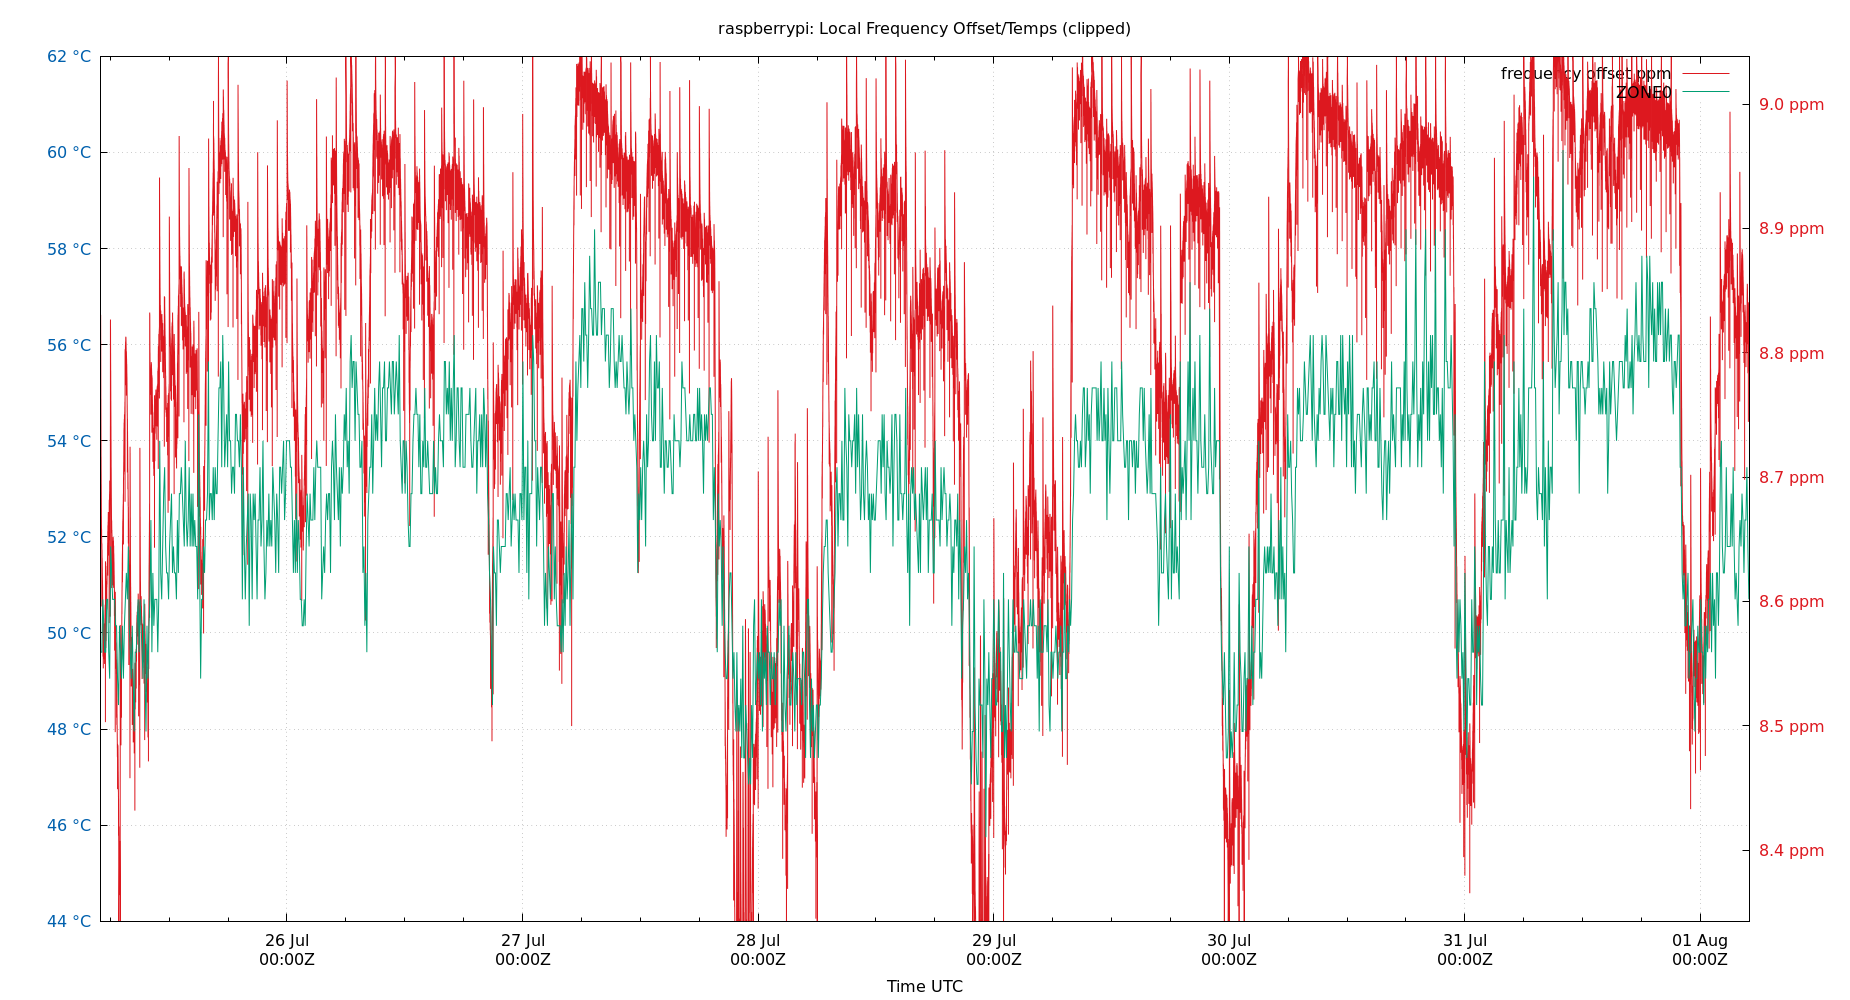 raspberrypi: Local Frequency Offset/Temps (clipped)
62 °C
60 °C
58 °C
56 °C
54 °C
52 °C
50 °C
48 °C
46 °C
44 °C
frequency offset ppm
ZONE0
9.0 ppm
8.9 ppm
8.8 ppm
8.7 ppm
8.6 ppm
8.5 ppm
8.4 ppm
26 Jul
00:00Z
27 Jul
00:00Z
28 Jul
00:00Z
29 Jul
00:00Z
30 Jul
00:00Z
31 Jul
00:00Z
01 Aug
00:00Z
Time UTC